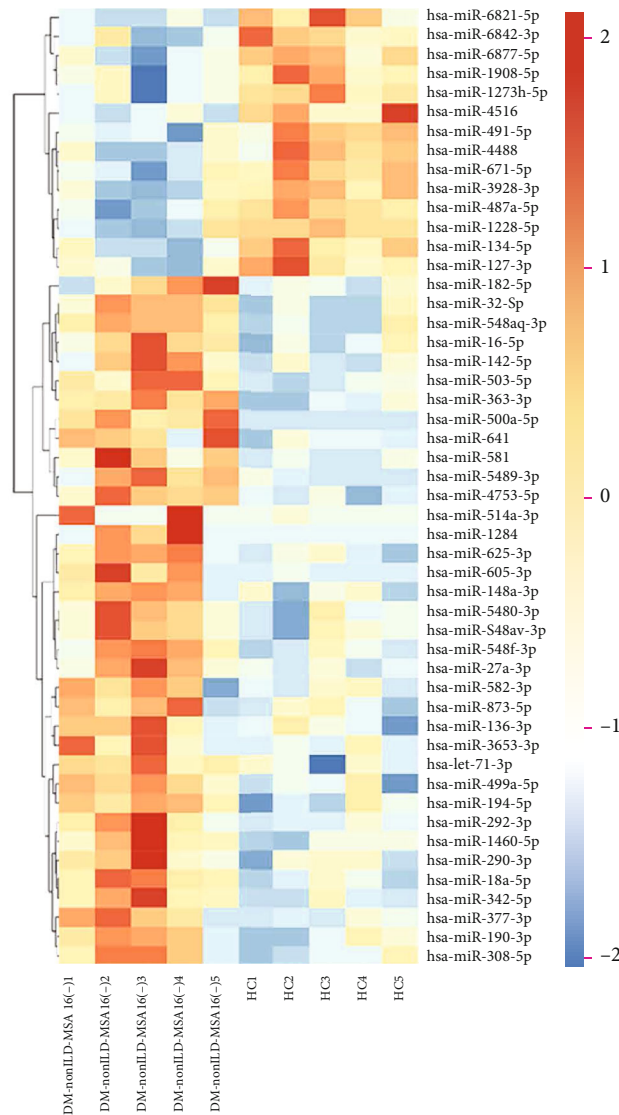 hsa-miR-6821-5p
hsa-miR-6842-3p
hsa-miR-6877-5p
hsa-miR-1908-5p
hsa-miR-1273h-5p
hsa-miR-4516
hsa-miR-491-5p
hsa-miR-4488
hsa-miR-671-5p
hsa-miR-3928-3p
hsa-miR-487a-5p
hsa-miR-1228-5p
hsa-miR-134-5p
hsa-miR-127-3p
hsa-miR-182-5p
hsa-miR-32-Sp
hsa-miR-548aq-3p
hsa-miR-16-5p
hsa-miR-142-5p
hsa-miR-503-5p
hsa-miR-363-3p
hsa-miR-500a-5p
hsa-miR-641
hsa-miR-581
hsa-miR-5489-3p
hsa-miR-4753-5p
hsa-miR-514a-3p
hsa-miR-1284
hsa-miR-625-3p
hsa-miR-605-3p
hsa-miR-148a-3p
hsa-miR-5480-3p
hsa-miR-S48av-3p
hsa-miR-548f-3p
hsa-miR-27a-3p
hsa-miR-582-3p
hsa-miR-873-5p
hsa-miR-136-3p
hsa-miR-3653-3p
hsa-let-71-3p
hsa-miR-499a-5p
hsa-miR-194-5p
hsa-miR-292-3p
hsa-miR-1460-5p
hsa-miR-290-3p
hsa-miR-18a-5p
hsa-miR-342-5p
hsa-miR-377-3p
hsa-miR-190-3p
hsa-miR-308-5p
2
1
0
−1
−2
DM-nonILD-MSA 16(−)1
DM-nonILD-MSA16(−)2
DM-nonILD-MSA16(−)3
DM-nonILD-MSA16(−)4
DM-nonILD-MSA16(−)5
HC1
HC2
HC3
HC4
HC5